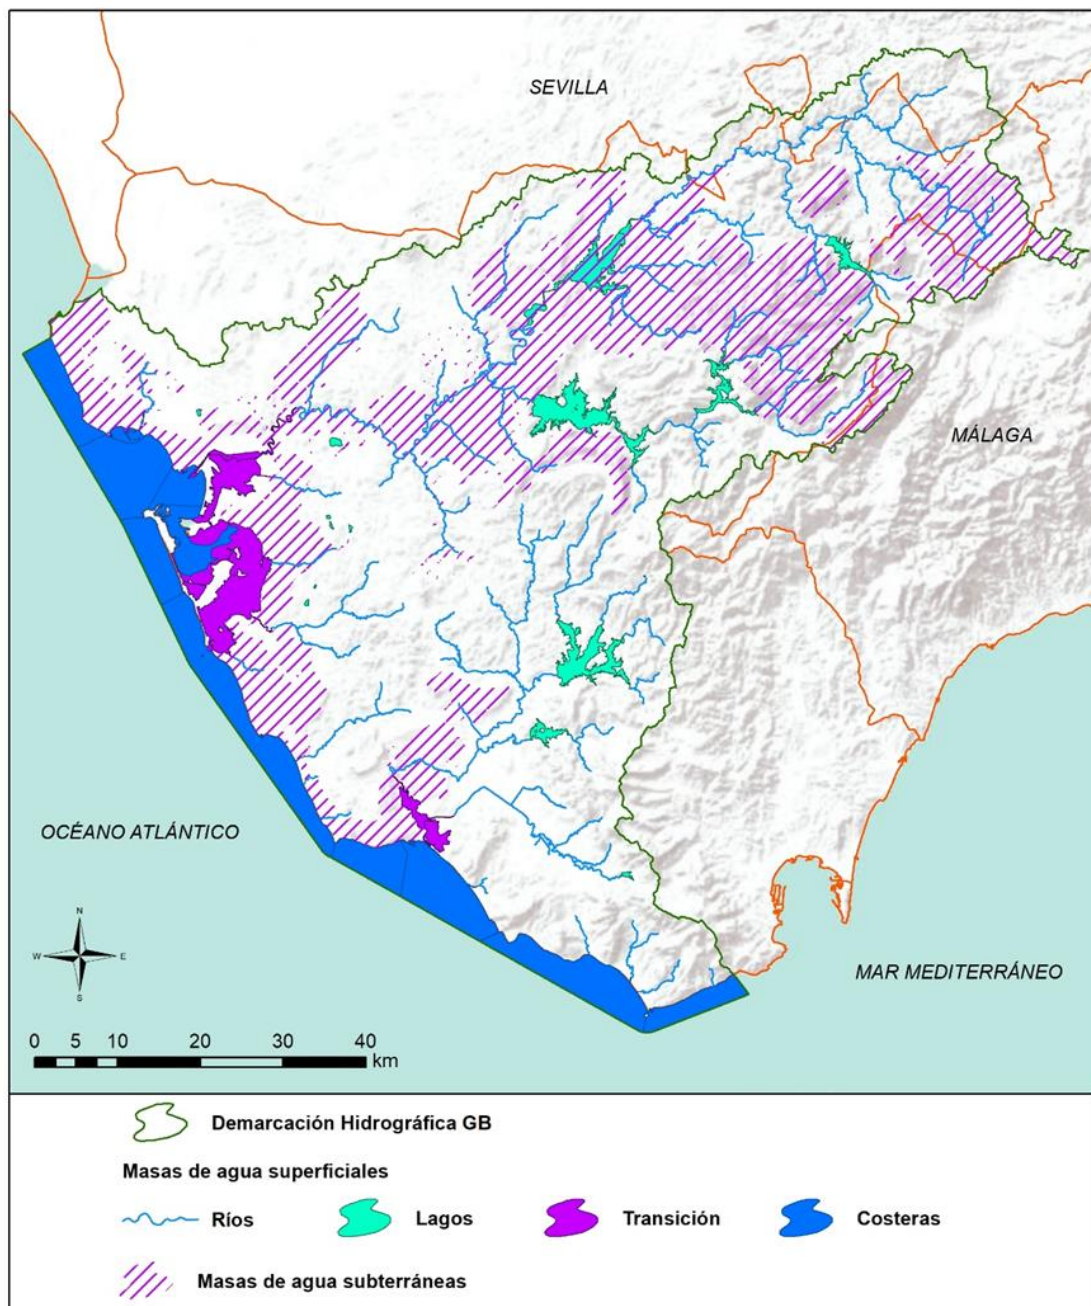 SEVILLA
MÁLAGA
OCÉANO ATLÁNTICO
N
W
E
S
MAR MEDITERRÁNEO
0 5 10 20 30 40
km
Demarcación Hidrográfica GB
Masas de agua superficiales
Ríos
Lagos
Transición
Costeras
Masas de agua subterráneas